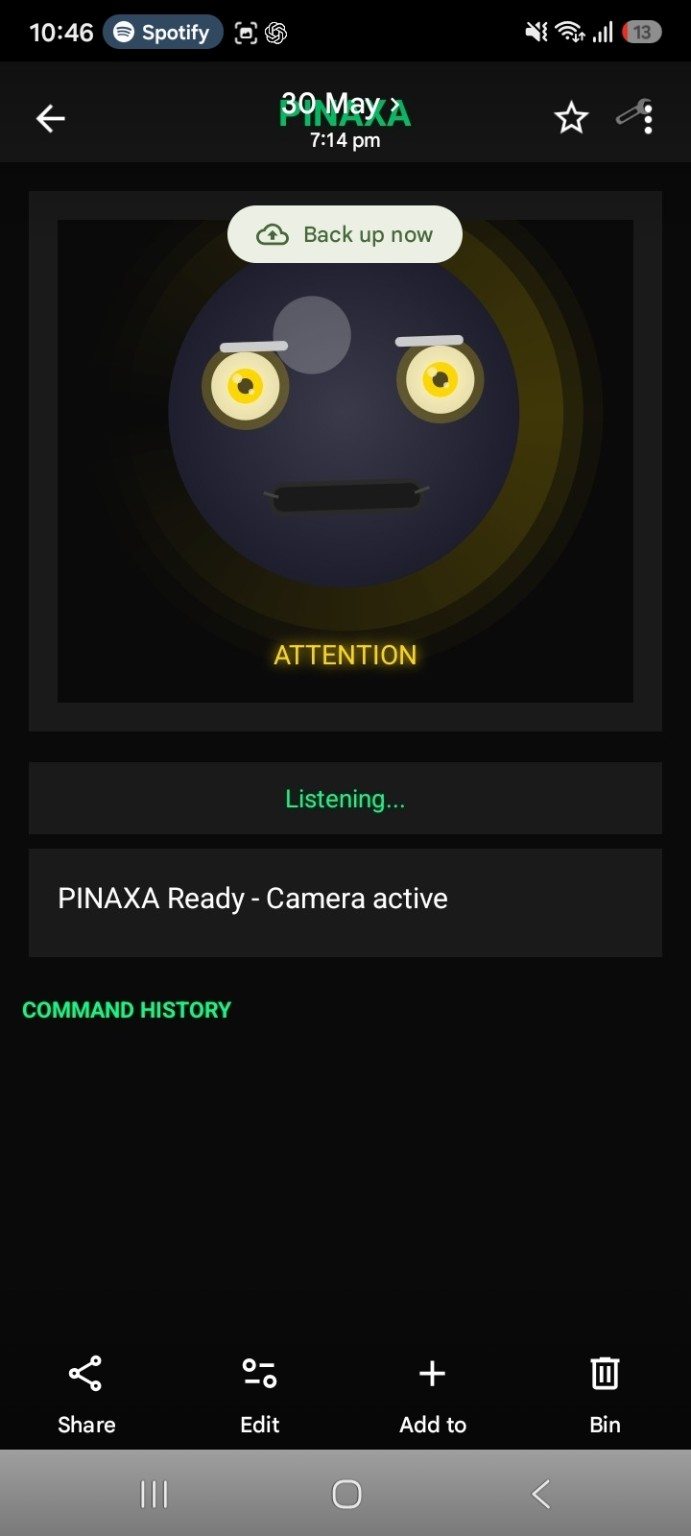 10:46 Spotify 13
30 May >
PINAXA
7:14 pm
Back up now
ATTENTION
Listening...
PINAXA Ready - Camera active
COMMAND HISTORY
Share Edit Add to Bin